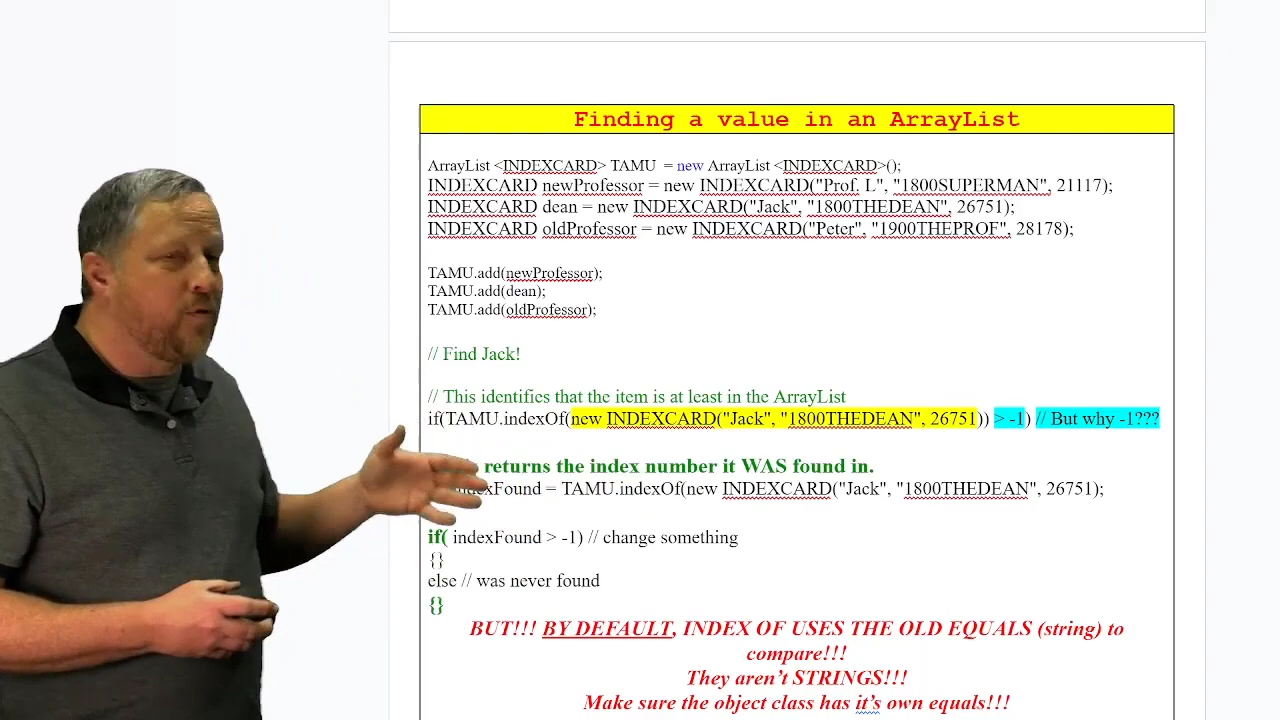 Finding a value in an ArrayList
ArrayList <INDEXCARD> TAMU = new ArrayList <INDEXCARD>();
INDEXCARD newProfessor = new INDEXCARD("Prof. L", "1800SUPERMAN", 21117);
INDEXCARD dean = new INDEXCARD("Jack", "1800THEDEAN", 26751);
INDEXCARD oldProfessor = new INDEXCARD("Peter", "1900THEPROF", 28178);
TAMU.add(newProfessor);
TAMU.add(dean);
TAMU.add(oldProfessor);
// Find Jack!
// This identifies that the item is at least in the ArrayList
if(TAMU.indexOf(new INDEXCARD("Jack", "1800THEDEAN", 26751)) > -1) // But why -1???
returns the index number it WAS found in.
= TAMU.indexOf(new INDEXCARD("Jack", "1800THEDEAN", 26751);
if( indexFound > -1) // change something
{}
else // was never found
{}
BUT!!! BY DEFAULT, INDEX OF USES THE OLD EQUALS (string) to
compare!!!
They aren't STRINGS!!!
Make sure the object class has it's own equals!!!